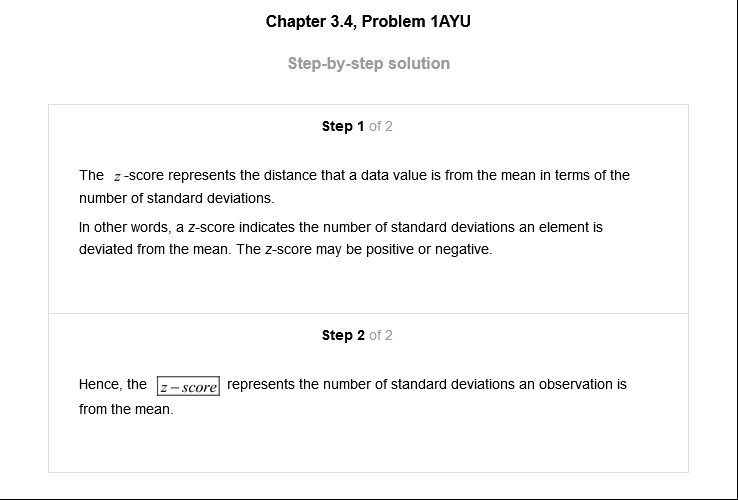 Chapter 3.4, Problem 1AYU
Step-by-step solution
Step 1 of 2
The z -score represents the distance that a data value is from the mean in terms of the
number of standard deviations.
In other words, a z-score indicates the number of standard deviations an element is
deviated from the mean. The z-score may be positive or negative.
Step 2 of 2
Hence, the z – score represents the number of standard deviations an observation is
from the mean.